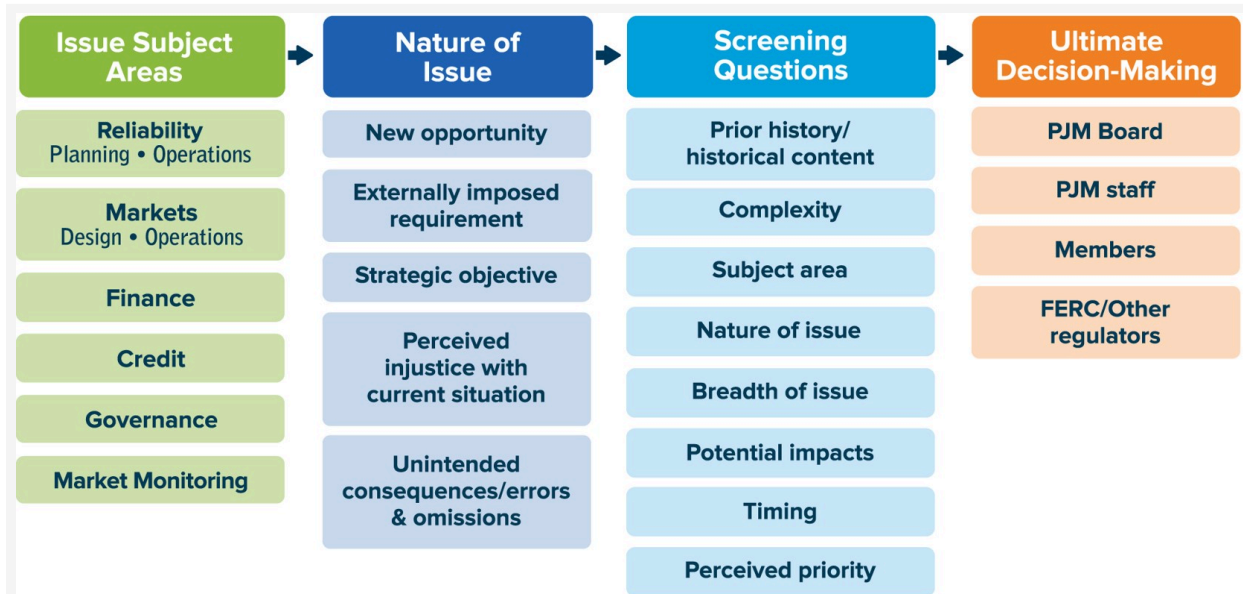 Issue Subject
Areas
Reliability
Planning • Operations
Markets
Design • Operations
Finance
Credit
Governance
Market Monitoring
Nature of
Issue
New opportunity
Externally imposed
requirement
Strategic objective
Perceived
injustice with
current situation
Unintended
consequences/errors
& omissions
Screening
Questions
Prior history/
historical content
Complexity
Subject area
Nature of issue
Breadth of issue
Potential impacts
Timing
Perceived priority
Ultimate
Decision-Making
PJM Board
PJM staff
Members
FERC/Other
regulators